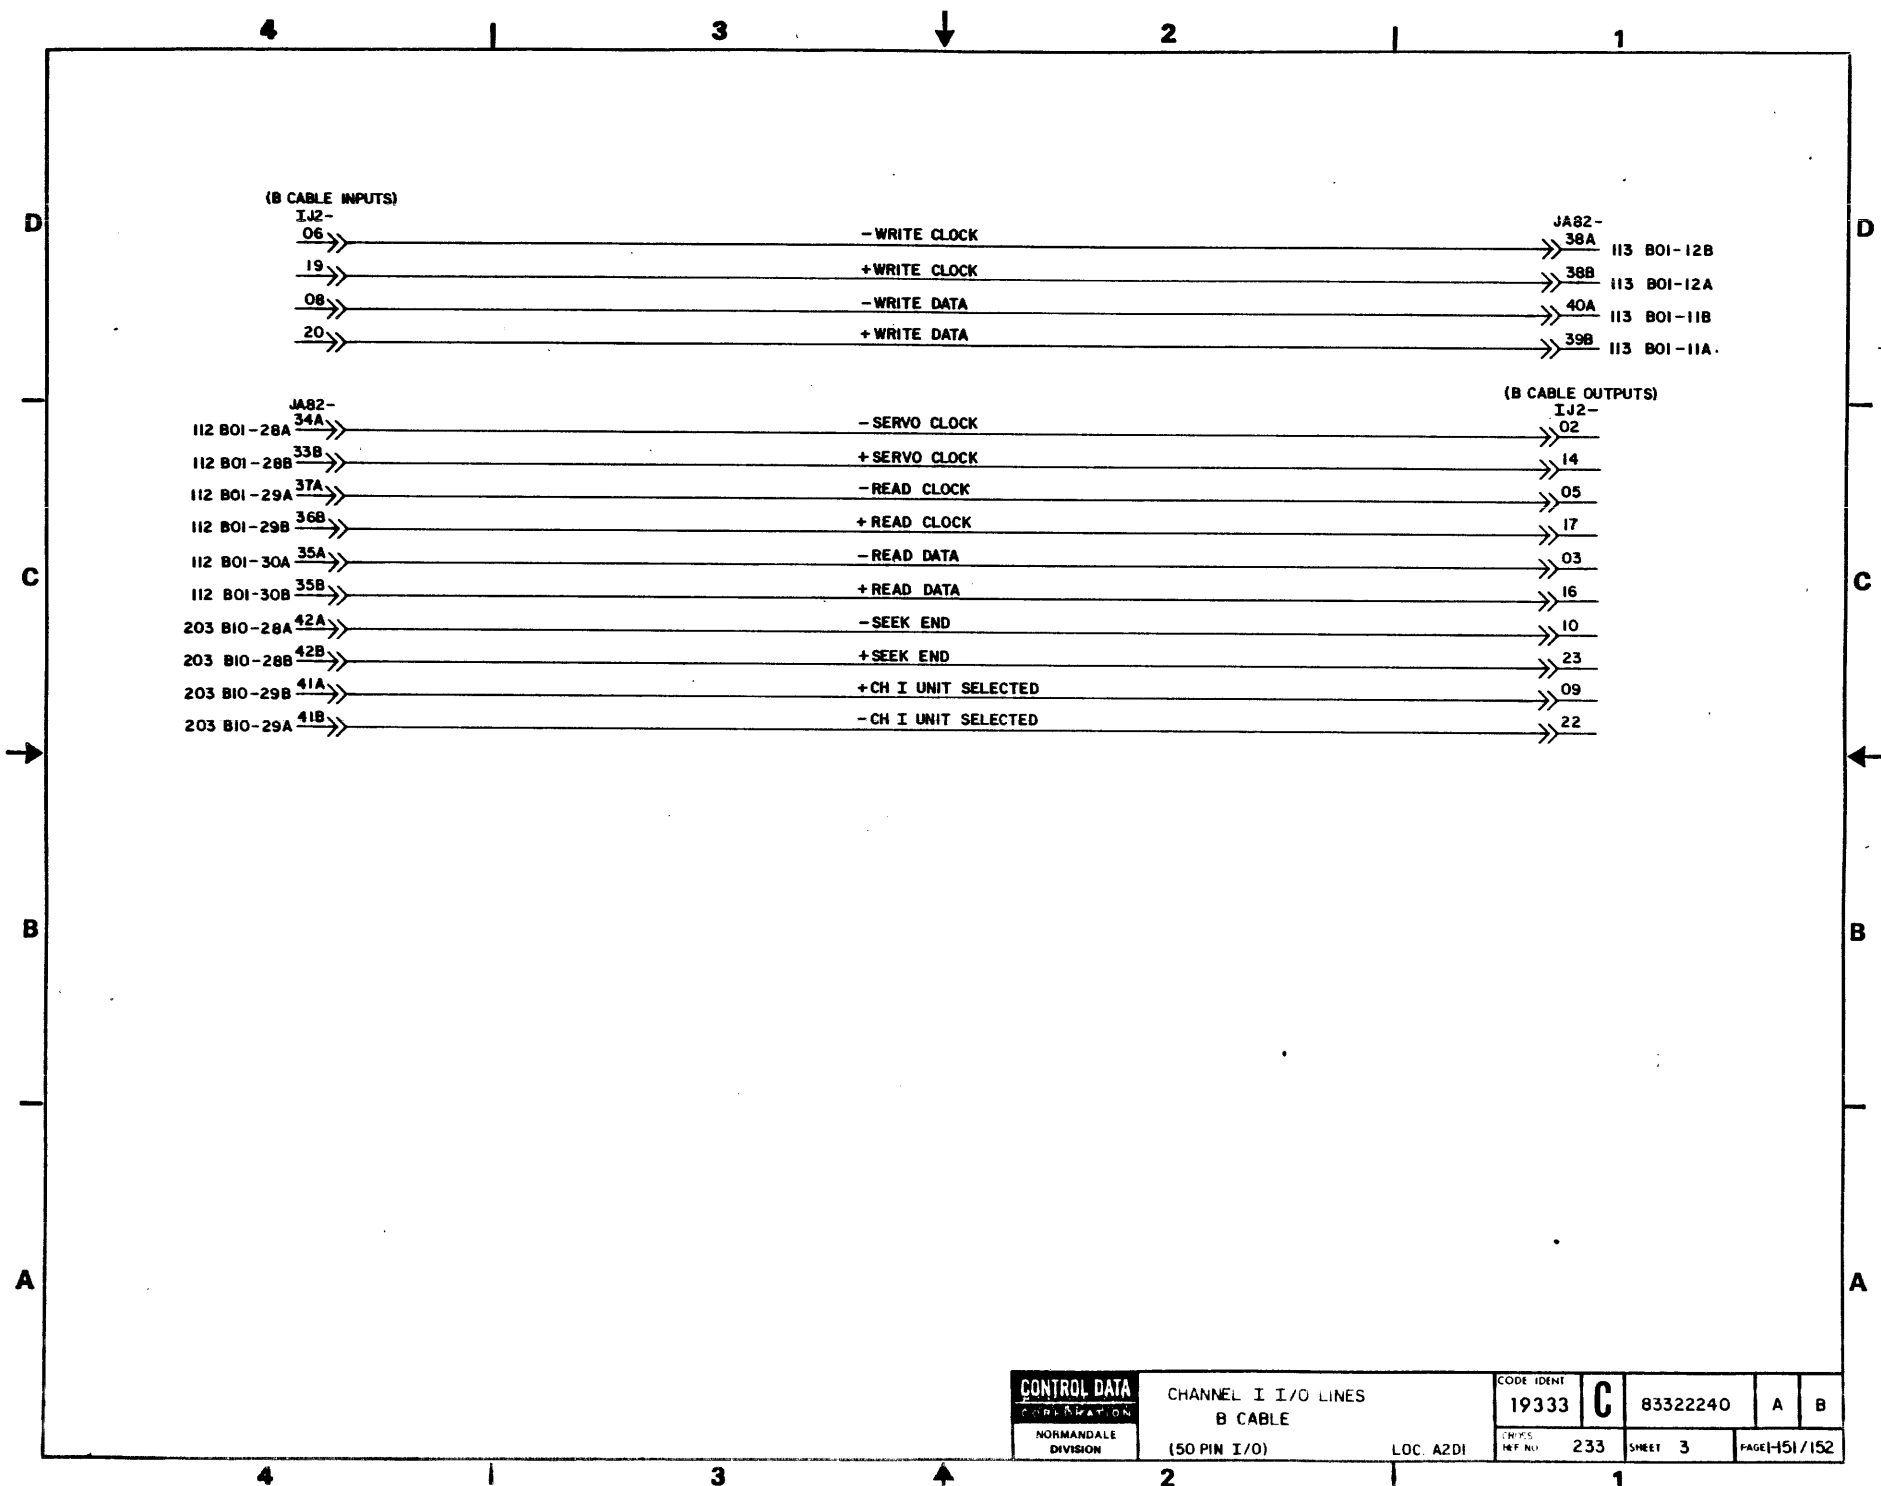 4 3 2 1
(B CABLE INPUTS)
IJ2-
JA82-
D D
06 -WRITE CLOCK 38A 113 B01-12B
19 +WRITE CLOCK 38B 113 B01-12A
08 -WRITE DATA 40A 113 B01-11B
20 +WRITE DATA 39B 113 B01-11A
(B CABLE OUTPUTS)
JA82- IJ2-
112 B01-28A 34A -SERVO CLOCK 02
112 B01-28B 33B +SERVO CLOCK 14
112 B01-29A 37A -READ CLOCK 05
112 B01-29B 36B +READ CLOCK 17
112 B01-30A 35A -READ DATA 03
C C
112 B01-30B 35B +READ DATA 16
203 B10-28A 42A -SEEK END 10
203 B10-28B 42B +SEEK END 23
203 B10-29B 41A +CH I UNIT SELECTED 09
203 B10-29A 41B -CH I UNIT SELECTED 22
B B
A A
CONTROL DATA
CORPORATION
NORMANDALE
DIVISION
CHANNEL I I/O LINES
B CABLE
(50 PIN I/O) LOC. A2D1
CODE IDENT
19333 C 83322240 A B
CROSS
REF NO 233 SHEET 3 PAGE 1-151/152
4 3 2 1